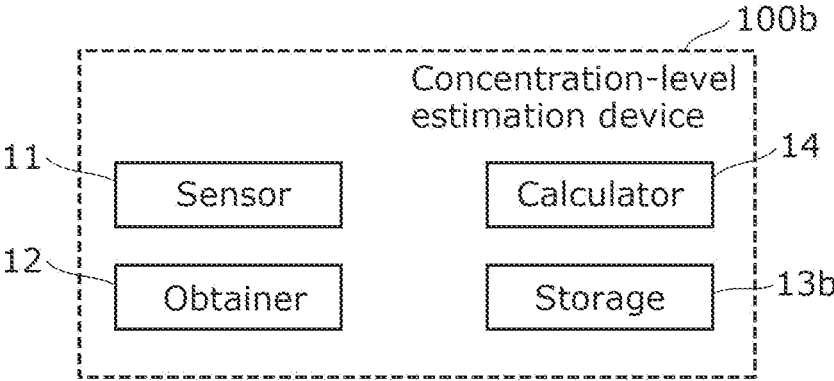 100b
Concentration-level
estimation device
11
Sensor
Calculator
14
12
Obtainer
Storage
13b